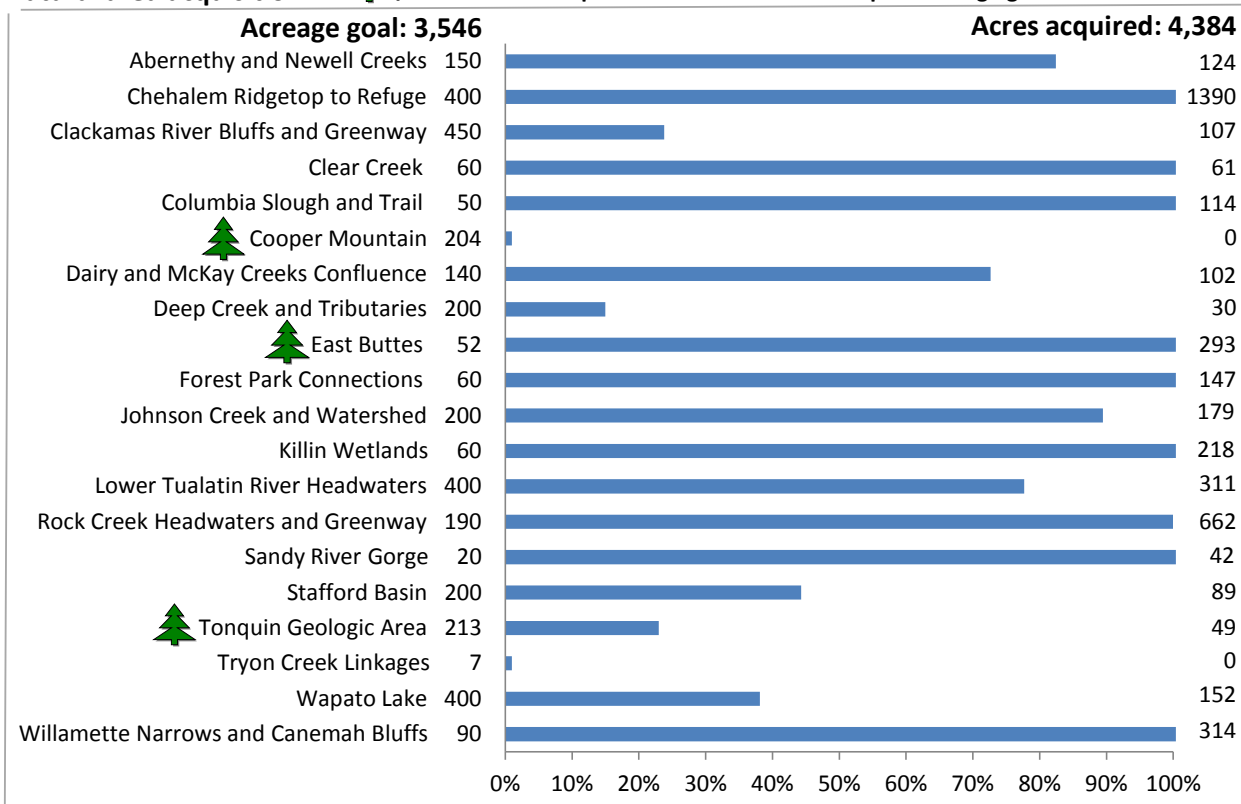 Acreage goal: 3,546 Acres acquired: 4,384
Abernethy and Newell Creeks 150 124
Chehalem Ridgetop to Refuge 400 1390
Clackamas River Bluffs and Greenway 450 107
Clear Creek 60 61
Columbia Slough and Trail 50 114
Cooper Mountain 204 0
Dairy and McKay Creeks Confluence 140 102
Deep Creek and Tributaries 200 30
East Buttes 52 293
Forest Park Connections 60 147
Johnson Creek and Watershed 200 179
Killin Wetlands 60 218
Lower Tualatin River Headwaters 400 311
Rock Creek Headwaters and Greenway 190 662
Sandy River Gorge 20 42
Stafford Basin 200 89
Tonquin Geologic Area 213 49
Tryon Creek Linkages 7 0
Wapato Lake 400 152
Willamette Narrows and Canemah Bluffs 90 314
0% 10% 20% 30% 40% 50% 60% 70% 80% 90% 100%